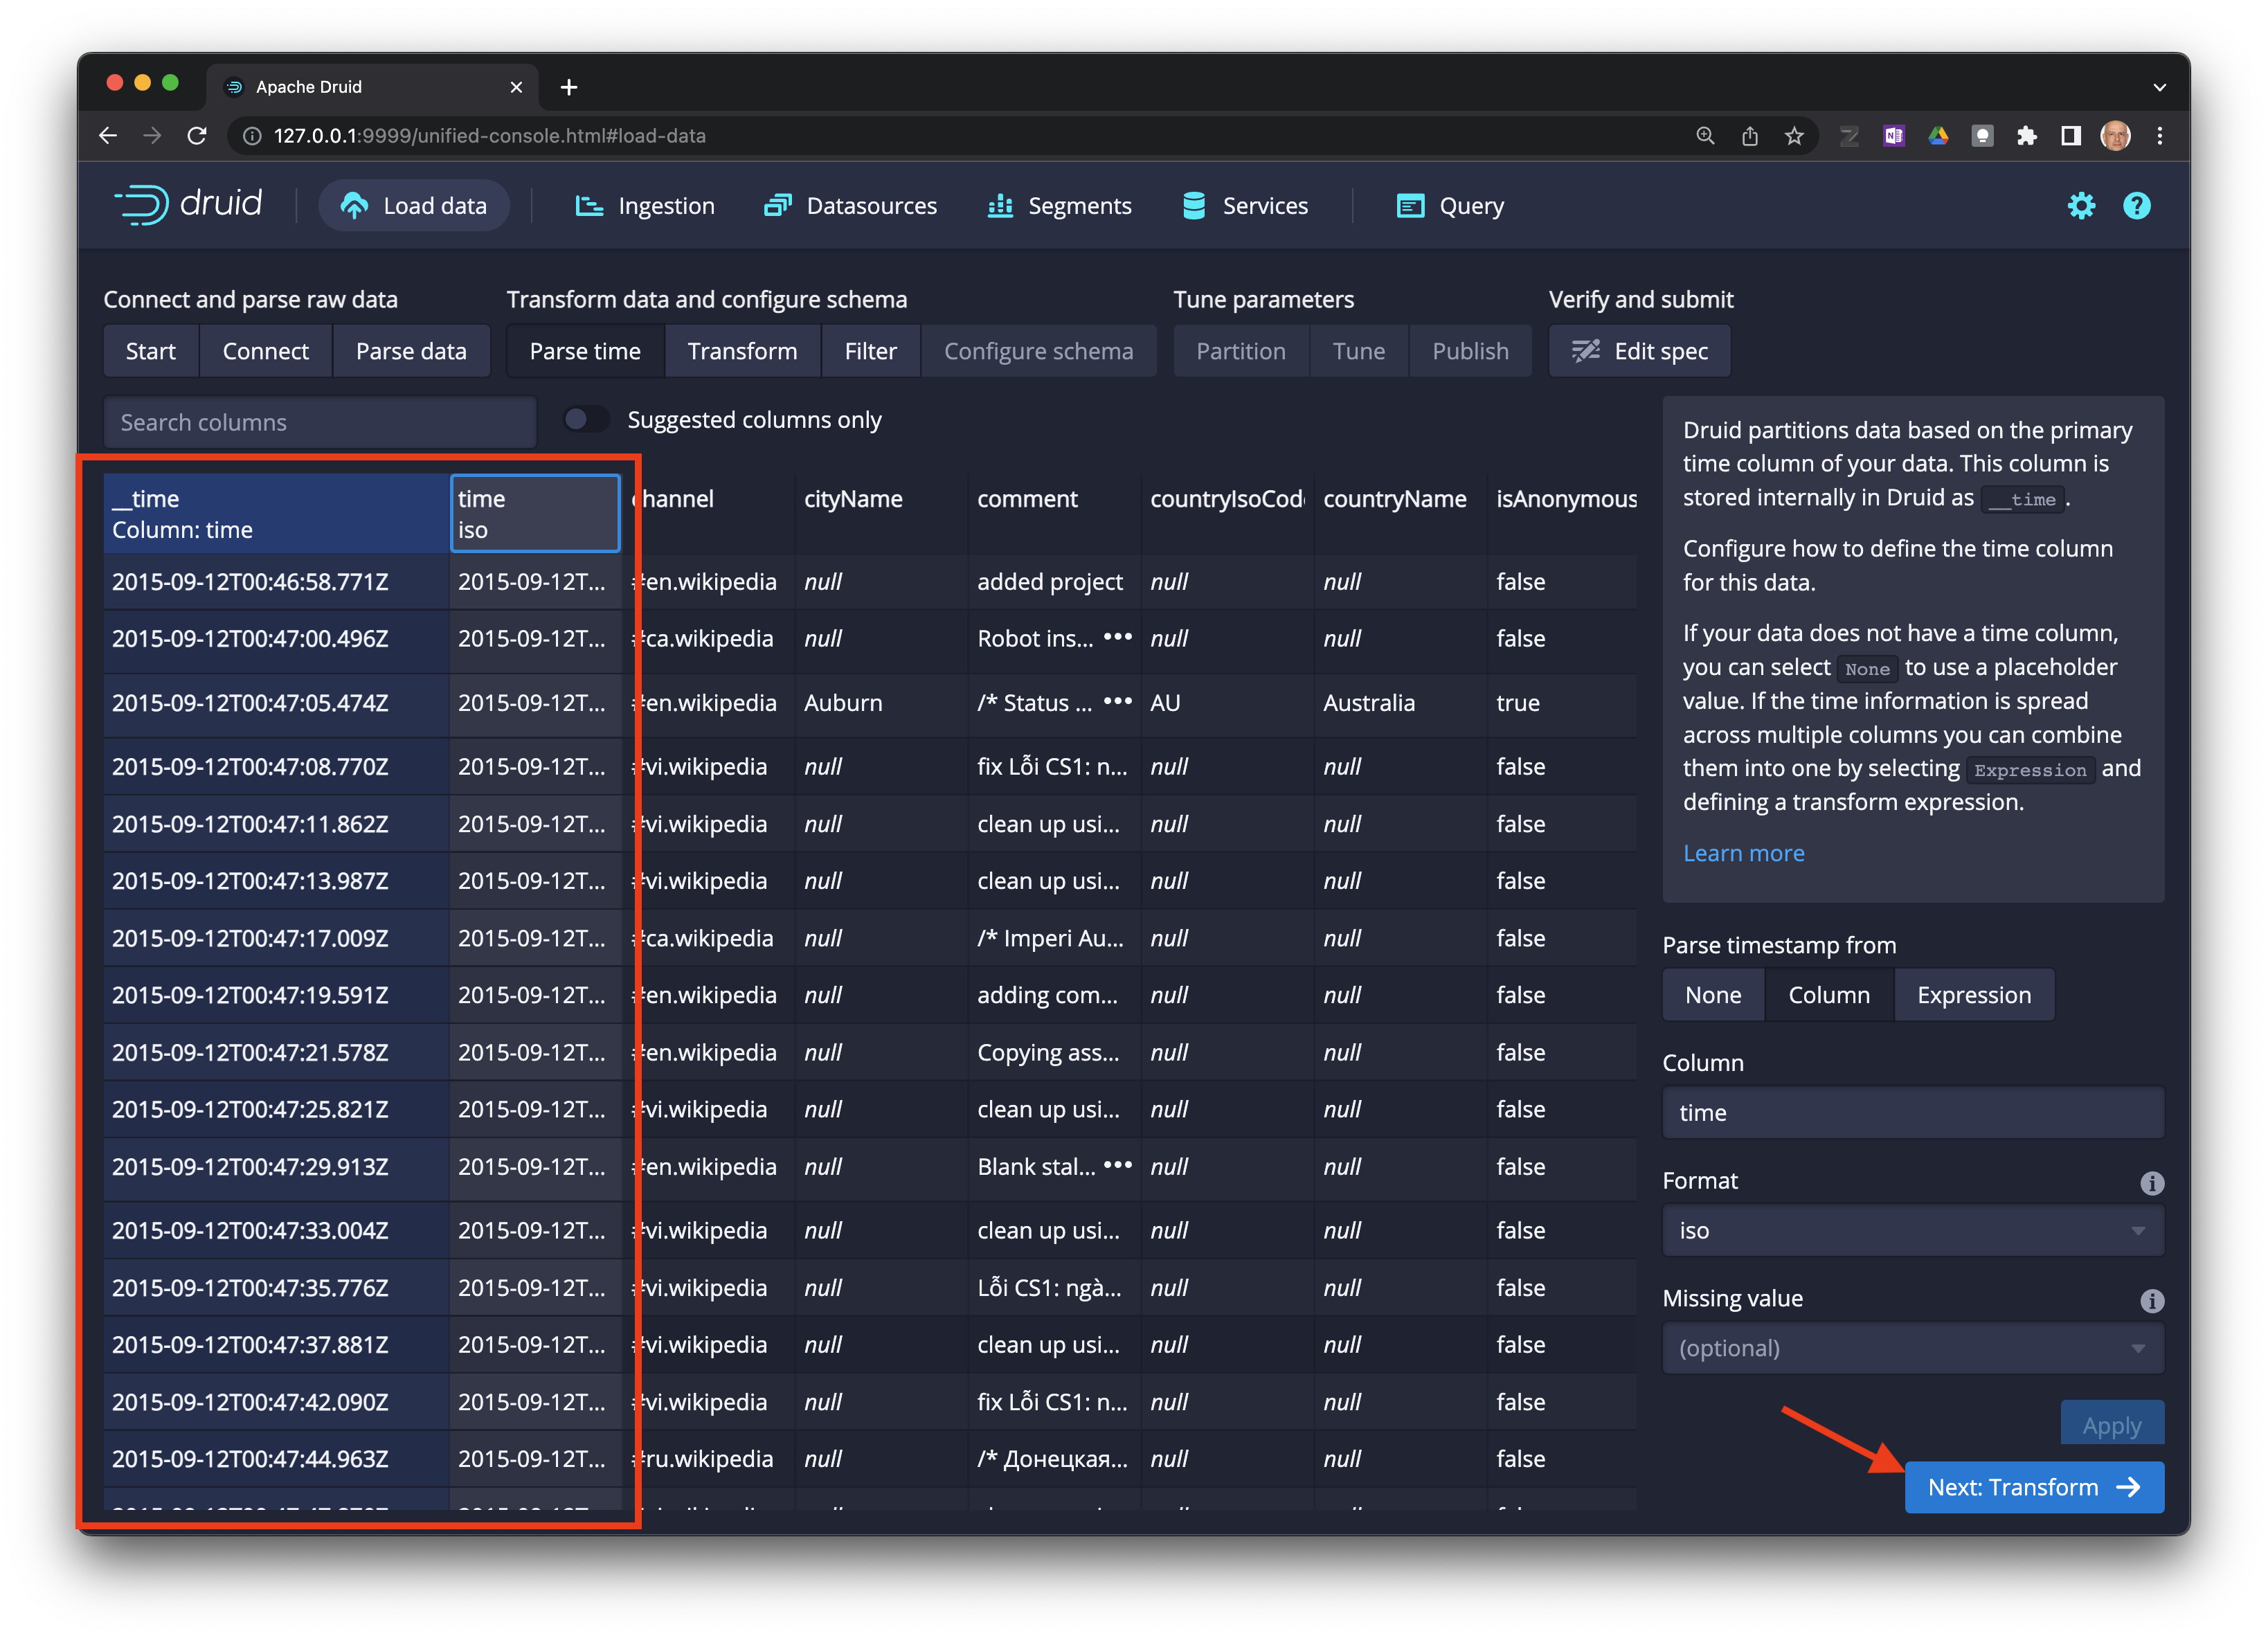 Apache Druid
127.0.0.1:9999/unified-console.html#load-data
druid
Load data
Ingestion
Datasources
Segments
Services
Query
Connect and parse raw data
Transform data and configure schema
Tune parameters
Verify and submit
Start
Connect
Parse data
Parse time
Transform
Filter
Configure schema
Partition
Tune
Publish
Edit spec
Search columns
Suggested columns only
__time time channel cityName comment countryIsoCode countryName isAnonymous
Column: time iso
2015-09-12T00:46:58.771Z 2015-09-12T... #en.wikipedia null added project null null false
2015-09-12T00:47:00.496Z 2015-09-12T... #ca.wikipedia null Robot ins... ••• null null false
2015-09-12T00:47:05.474Z 2015-09-12T... #en.wikipedia Auburn /* Status ... ••• AU Australia true
2015-09-12T00:47:08.770Z 2015-09-12T... #vi.wikipedia null fix Lỗi CS1: n... null null false
2015-09-12T00:47:11.862Z 2015-09-12T... #vi.wikipedia null clean up usi... null null false
2015-09-12T00:47:13.987Z 2015-09-12T... #vi.wikipedia null clean up usi... null null false
2015-09-12T00:47:17.009Z 2015-09-12T... #ca.wikipedia null /* Imperi Au... null null false
2015-09-12T00:47:19.591Z 2015-09-12T... #en.wikipedia null adding com... null null false
2015-09-12T00:47:21.578Z 2015-09-12T... #en.wikipedia null Copying ass... null null false
2015-09-12T00:47:25.821Z 2015-09-12T... #vi.wikipedia null clean up usi... null null false
2015-09-12T00:47:29.913Z 2015-09-12T... #en.wikipedia null Blank stal... ••• null null false
2015-09-12T00:47:33.004Z 2015-09-12T... #vi.wikipedia null clean up usi... null null false
2015-09-12T00:47:35.776Z 2015-09-12T... #vi.wikipedia null Lỗi CS1: ngà... null null false
2015-09-12T00:47:37.881Z 2015-09-12T... #vi.wikipedia null clean up usi... null null false
2015-09-12T00:47:42.090Z 2015-09-12T... #vi.wikipedia null fix Lỗi CS1: n... null null false
2015-09-12T00:47:44.963Z 2015-09-12T... #ru.wikipedia null /* Донецкая... null null false
Druid partitions data based on the primary
time column of your data. This column is
stored internally in Druid as __time.
Configure how to define the time column
for this data.
If your data does not have a time column,
you can select None to use a placeholder
value. If the time information is spread
across multiple columns you can combine
them into one by selecting Expression and
defining a transform expression.
Learn more
Parse timestamp from
None
Column
Expression
Column
time
Format
iso
Missing value
(optional)
Apply
Next: Transform